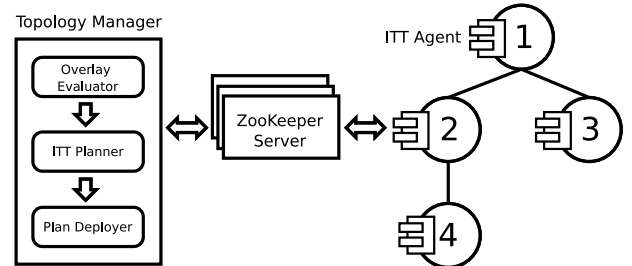 Topology Manager
Overlay
Evaluator
ITT Planner
Plan Deployer
ZooKeeper
Server
ITT Agent
1
2
3
4